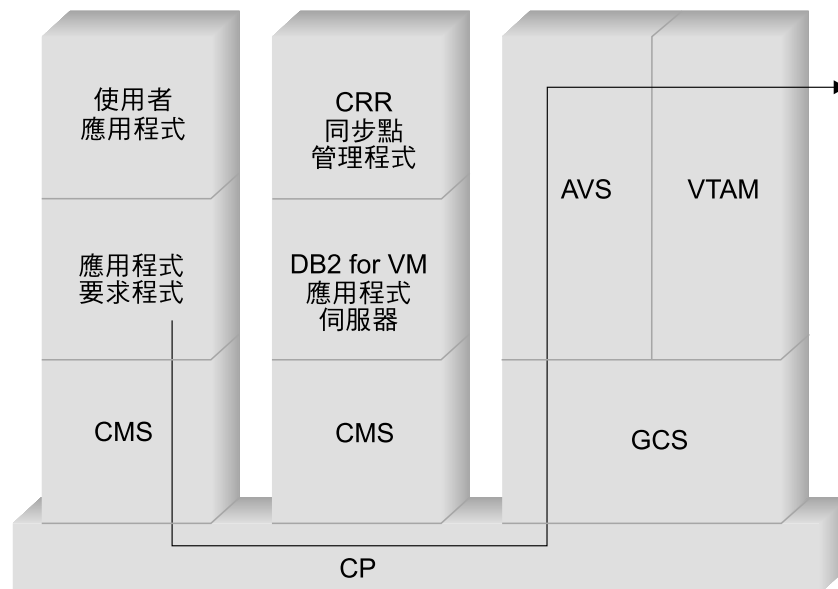 使用者
應用程式
應用程式
要求程式
CMS
CRR
同步點
管理程式
DB2 for VM
應用程式
伺服器
CMS
AVS
VTAM
GCS
CP